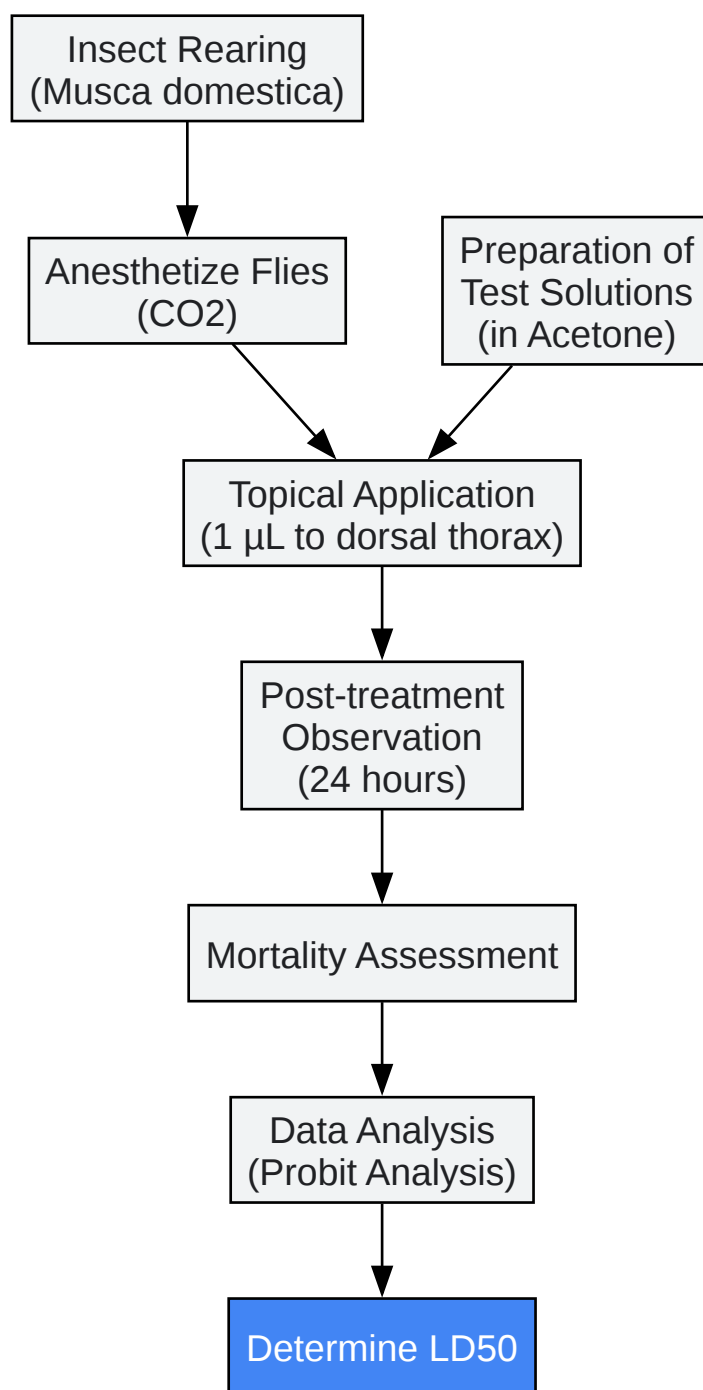 Insect Rearing
(Musca domestica)
Anesthetize Flies
(CO2)
Preparation of
Test Solutions
(in Acetone)
Topical Application
(1 µL to dorsal thorax)
Post-treatment
Observation
(24 hours)
Mortality Assessment
Data Analysis
(Probit Analysis)
Determine LD50